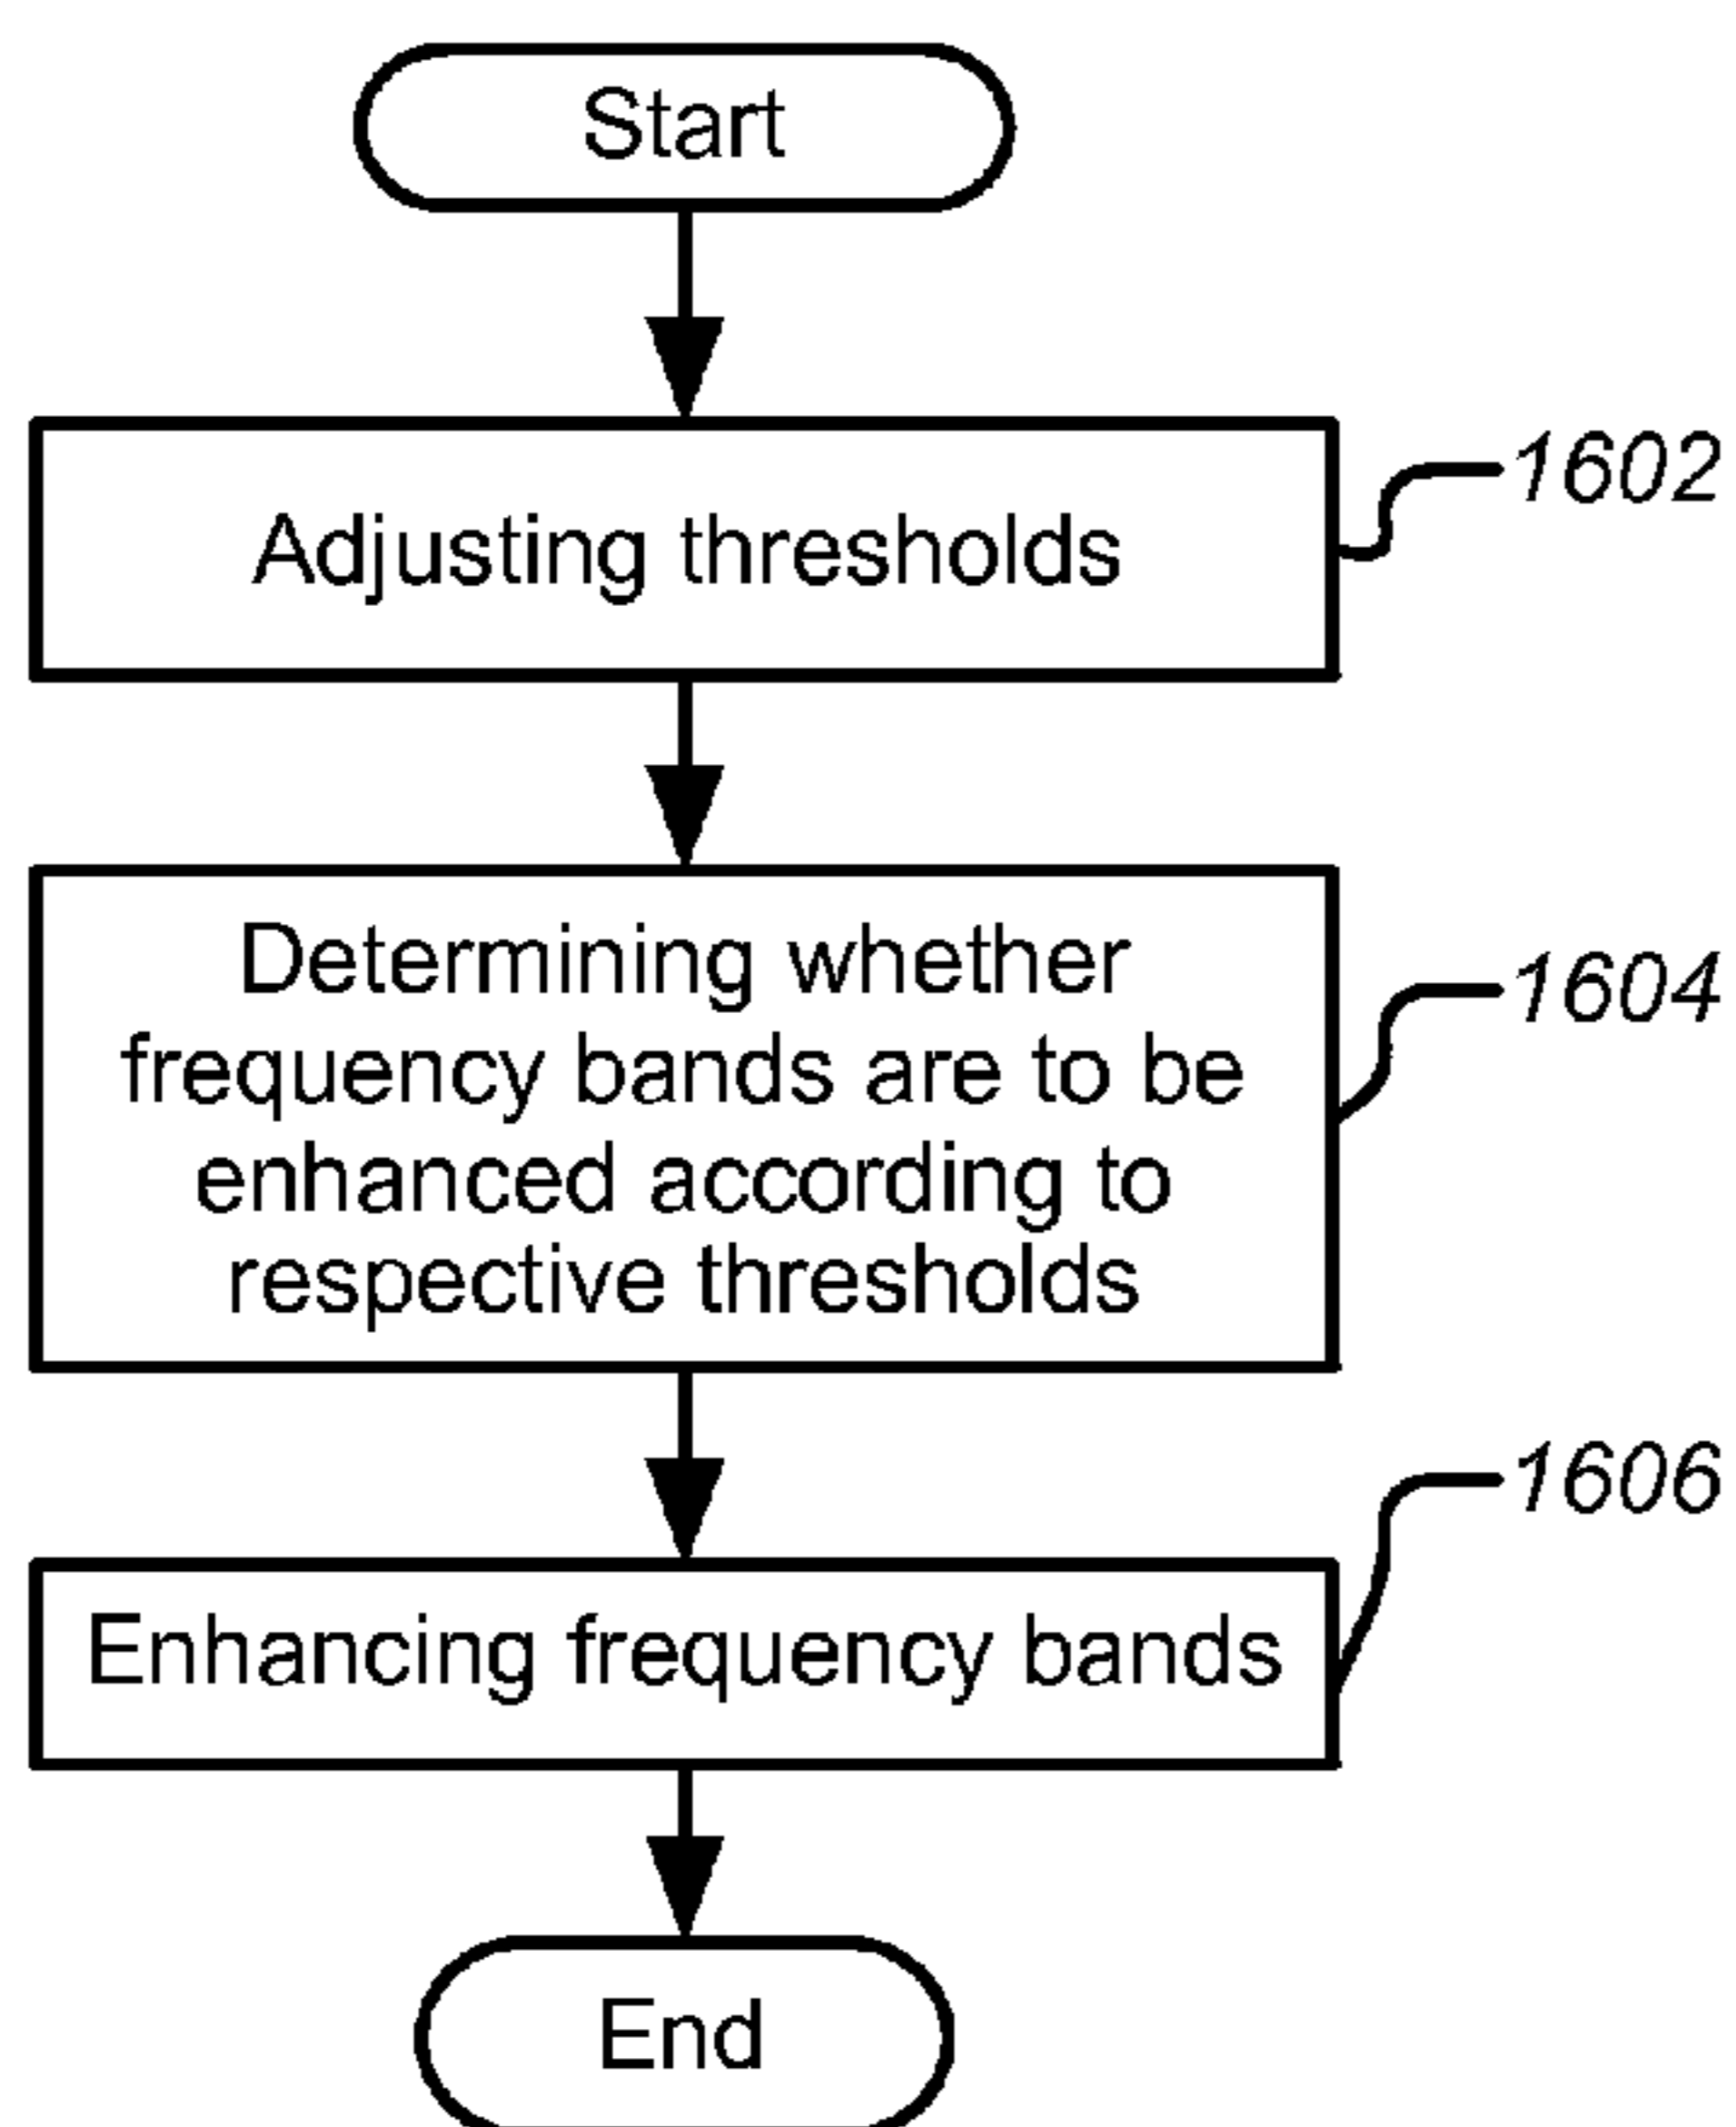 Start
Adjusting thresholds
1602
Determining whether
frequency bands are to be
enhanced according to
respective thresholds
1604
Enhancing frequency bands
1606
End